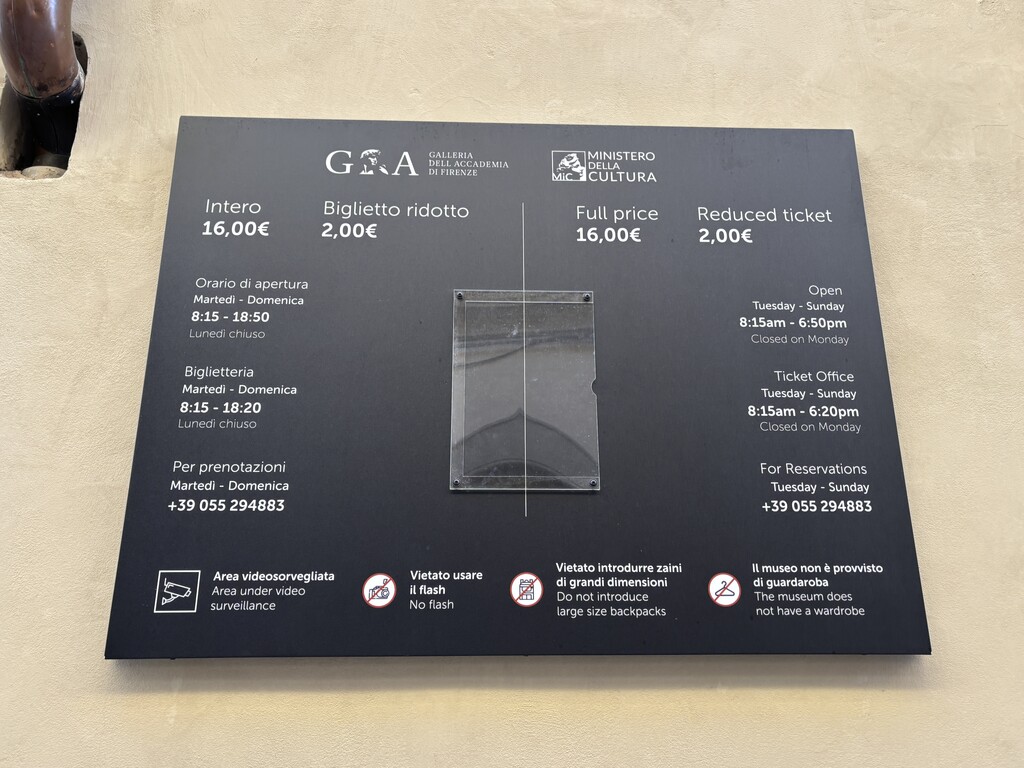 GA GALLERIA
DELL ACCADEMIA
DI FIRENZE
MiC MINISTERO
DELLA
CULTURA
Intero
16,00€
Biglietto ridotto
2,00€
Orario di apertura
Martedì - Domenica
8:15 - 18:50
Lunedì chiuso
Biglietteria
Martedì - Domenica
8:15 - 18:20
Lunedì chiuso
Per prenotazioni
Martedì - Domenica
+39 055 294883
Full price
16,00€
Reduced ticket
2,00€
Open
Tuesday - Sunday
8:15am - 6:50pm
Closed on Monday
Ticket Office
Tuesday - Sunday
8:15am - 6:20pm
Closed on Monday
For Reservations
Tuesday - Sunday
+39 055 294883
Area videosorvegliata
Area under video
surveillance
Vietato usare
il flash
No flash
Vietato introdurre zaini
di grandi dimensioni
Do not introduce
large size backpacks
Il museo non è provvisto
di guardaroba
The museum does
not have a wardrobe